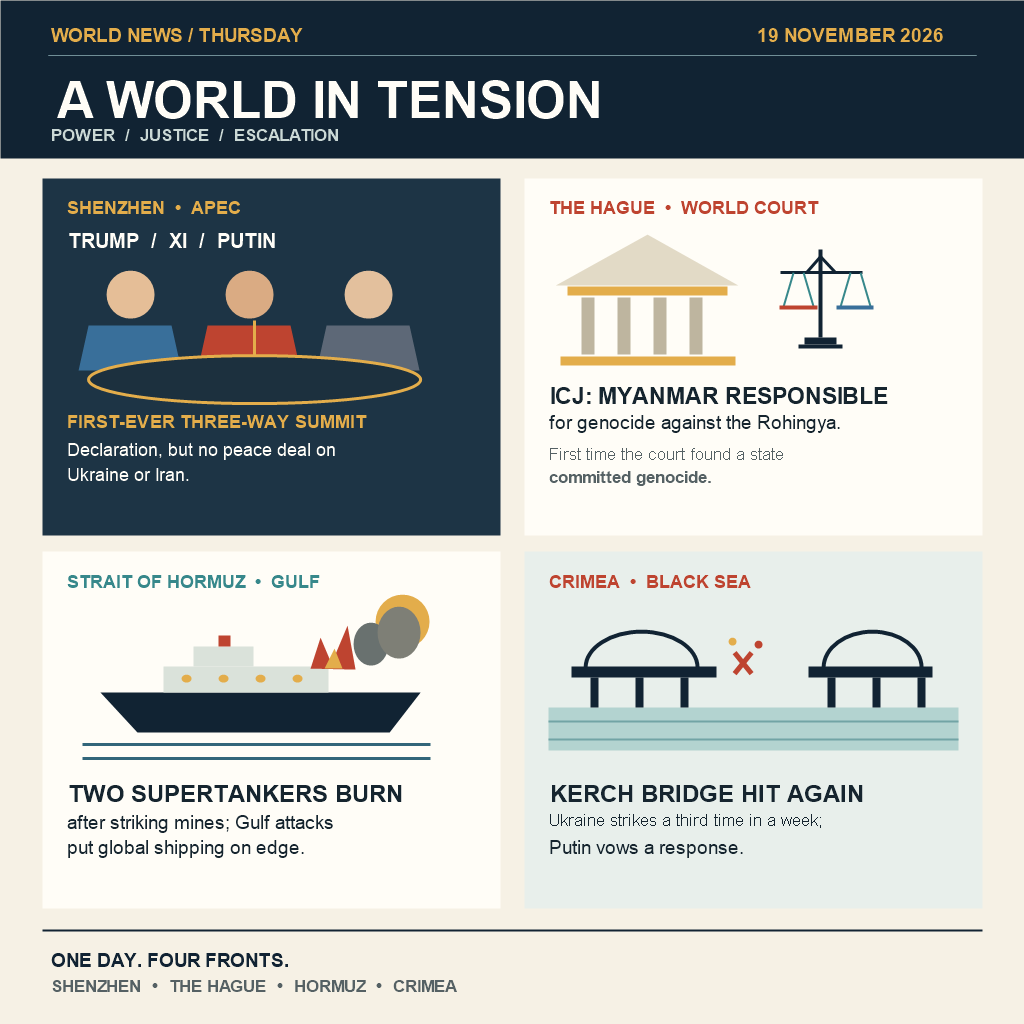 WORLD NEWS / THURSDAY
19 NOVEMBER 2026
A WORLD IN TENSION
POWER / JUSTICE / ESCALATION
SHENZHEN • APEC
TRUMP / XI / PUTIN
FIRST-EVER THREE-WAY SUMMIT
Declaration, but no peace deal on
Ukraine or Iran.
THE HAGUE • WORLD COURT
ICJ: MYANMAR RESPONSIBLE
for genocide against the Rohingya.
First time the court found a state
committed genocide.
STRAIT OF HORMUZ • GULF
TWO SUPERTANKERS BURN
after striking mines; Gulf attacks
put global shipping on edge.
CRIMEA • BLACK SEA
KERCH BRIDGE HIT AGAIN
Ukraine strikes a third time in a week;
Putin vows a response.
ONE DAY. FOUR FRONTS.
SHENZHEN • THE HAGUE • HORMUZ • CRIMEA